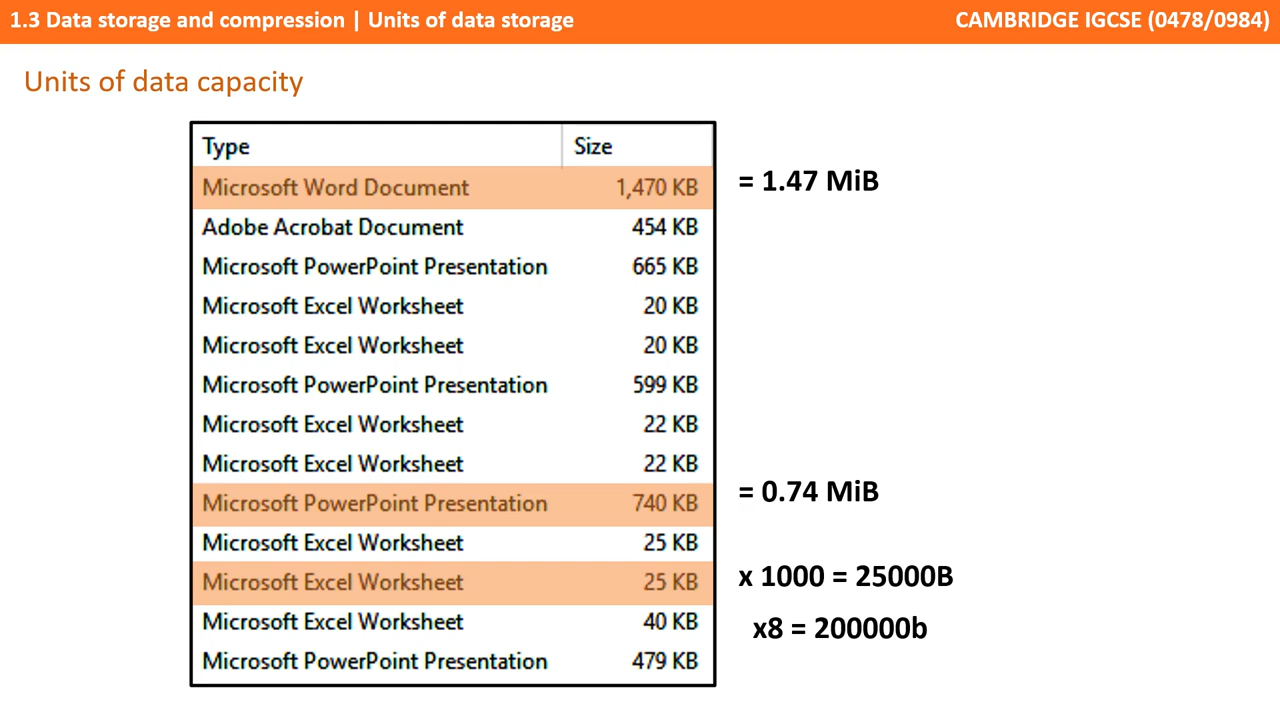 1.3 Data storage and compression | Units of data storage CAMBRIDGE IGCSE (0478/0984)
Units of data capacity
Type Size
Microsoft Word Document 1,470 KB = 1.47 MiB
Adobe Acrobat Document 454 KB
Microsoft PowerPoint Presentation 665 KB
Microsoft Excel Worksheet 20 KB
Microsoft Excel Worksheet 20 KB
Microsoft PowerPoint Presentation 599 KB
Microsoft Excel Worksheet 22 KB
Microsoft Excel Worksheet 22 KB
Microsoft PowerPoint Presentation 740 KB = 0.74 MiB
Microsoft Excel Worksheet 25 KB
Microsoft Excel Worksheet 25 KB x 1000 = 25000B
Microsoft Excel Worksheet 40 KB x8 = 200000b
Microsoft PowerPoint Presentation 479 KB